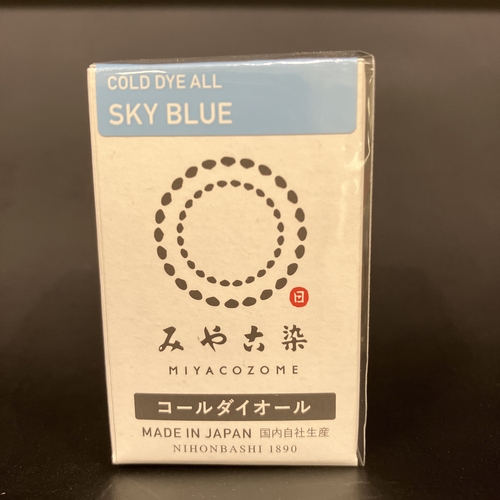 COLD DYE ALL
SKY BLUE
日
みや古染
MIYACOZOME
コールダイオール
MADE IN JAPAN 国内自社生産
NIHONBASHI 1890